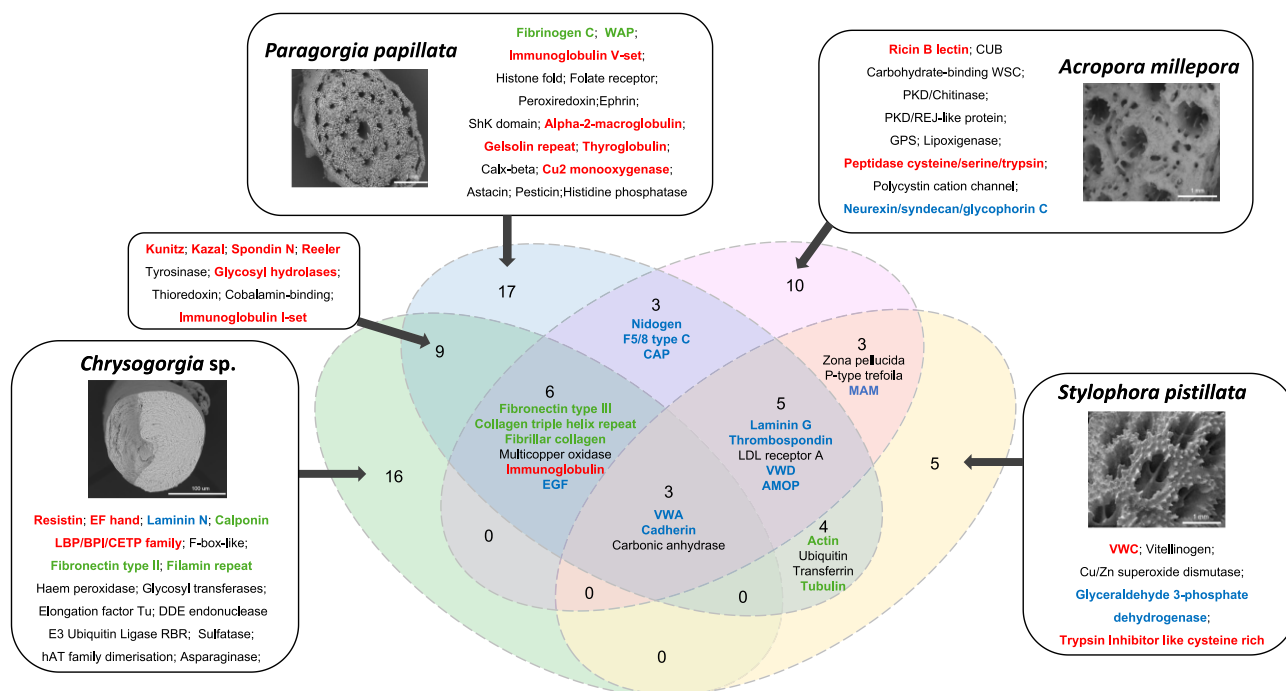 Paragorgia papillata
Fibrinogen C; WAP;
Immunoglobulin V-set;
Histone fold; Folate receptor;
Peroxiredoxin;Ephrin;
ShK domain; Alpha-2-macroglobulin;
Gelsolin repeat; Thyroglobulin;
Calx-beta; Cu2 monooxygenase;
Astacin; Pesticin;Histidine phosphatase
Acropora millepora
Ricin B lectin; CUB
Carbohydrate-binding WSC;
PKD/Chitinase;
PKD/REJ-like protein;
GPS; Lipoxigenase;
Peptidase cysteine/serine/trypsin;
Polycystin cation channel;
Neurexin/syndecan/glycophorin C
1 mm
Kunitz; Kazal; Spondin N; Reeler
Tyrosinase; Glycosyl hydrolases;
Thioredoxin; Cobalamin-binding;
Immunoglobulin I-set
Chrysogorgia sp.
100 um
Resistin; EF hand; Laminin N; Calponin
LBP/BPI/CETP family; F-box-like;
Fibronectin type II; Filamin repeat
Haem peroxidase; Glycosyl transferases;
Elongation factor Tu; DDE endonuclease
E3 Ubiquitin Ligase RBR; Sulfatase;
hAT family dimerisation; Asparaginase;
Stylophora pistillata
1 mm
VWC; Vitellinogen;
Cu/Zn superoxide dismutase;
Glyceraldehyde 3-phosphate
dehydrogenase;
Trypsin Inhibitor like cysteine rich
17
3
Nidogen
F5/8 type C
CAP
10
9
3
Zona pellucida
P-type trefoila
MAM
6
Fibronectin type III
Collagen triple helix repeat
Fibrillar collagen
Multicopper oxidase
Immunoglobulin
EGF
5
Laminin G
Thrombospondin
LDL receptor A
VWD
AMOP
16
5
3
VWA
Cadherin
Carbonic anhydrase
4
Actin
Ubiquitin
Transferrin
Tubulin
0
0
0
0